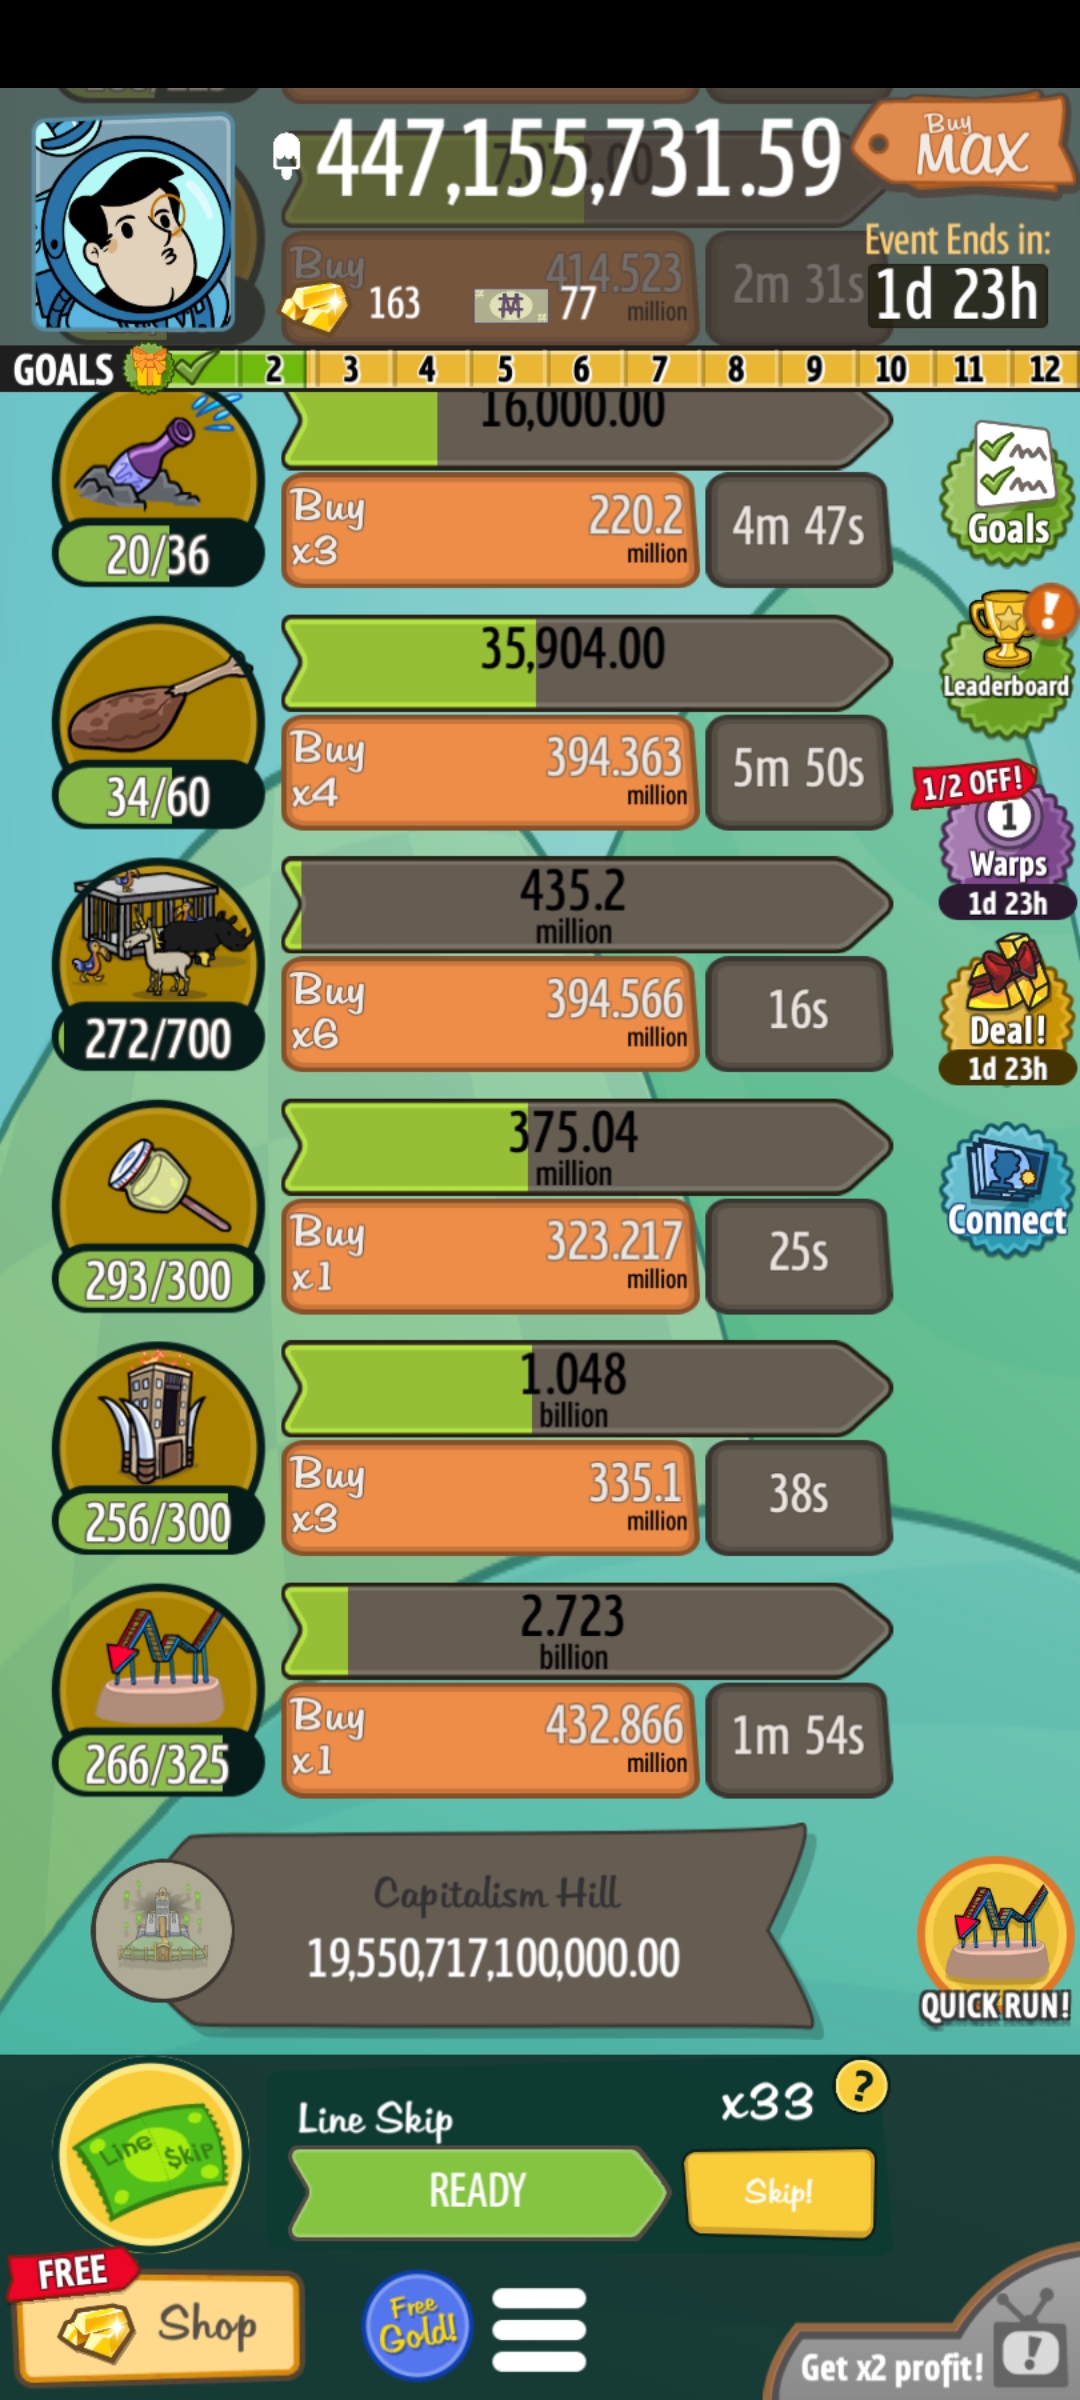 447,155,731.59
Buy
MAX
Event Ends in:
1d 23h
Buy
414.523
million
2m 31s
163
77
GOALS 2 3 4 5 6 7 8 9 10 11 12
16,000.00
20/36
Buy
x3
220.2
million
4m 47s
Goals
35,904.00
34/60
Buy
x4
394.363
million
5m 50s
Leaderboard
!
1/2 OFF!
1
Warps
1d 23h
435.2
million
272/700
Buy
x6
394.566
million
16s
Deal!
1d 23h
375.04
million
293/300
Buy
x1
323.217
million
25s
Connect
1.048
billion
256/300
Buy
x3
335.1
million
38s
2.723
billion
266/325
Buy
x1
432.866
million
1m 54s
Capitalism Hill
19,550,717,100,000.00
QUICK RUN!
Line $kip
Line Skip
x33
?
READY
Skip!
FREE
Shop
Free
Gold!
Get x2 profit!
!